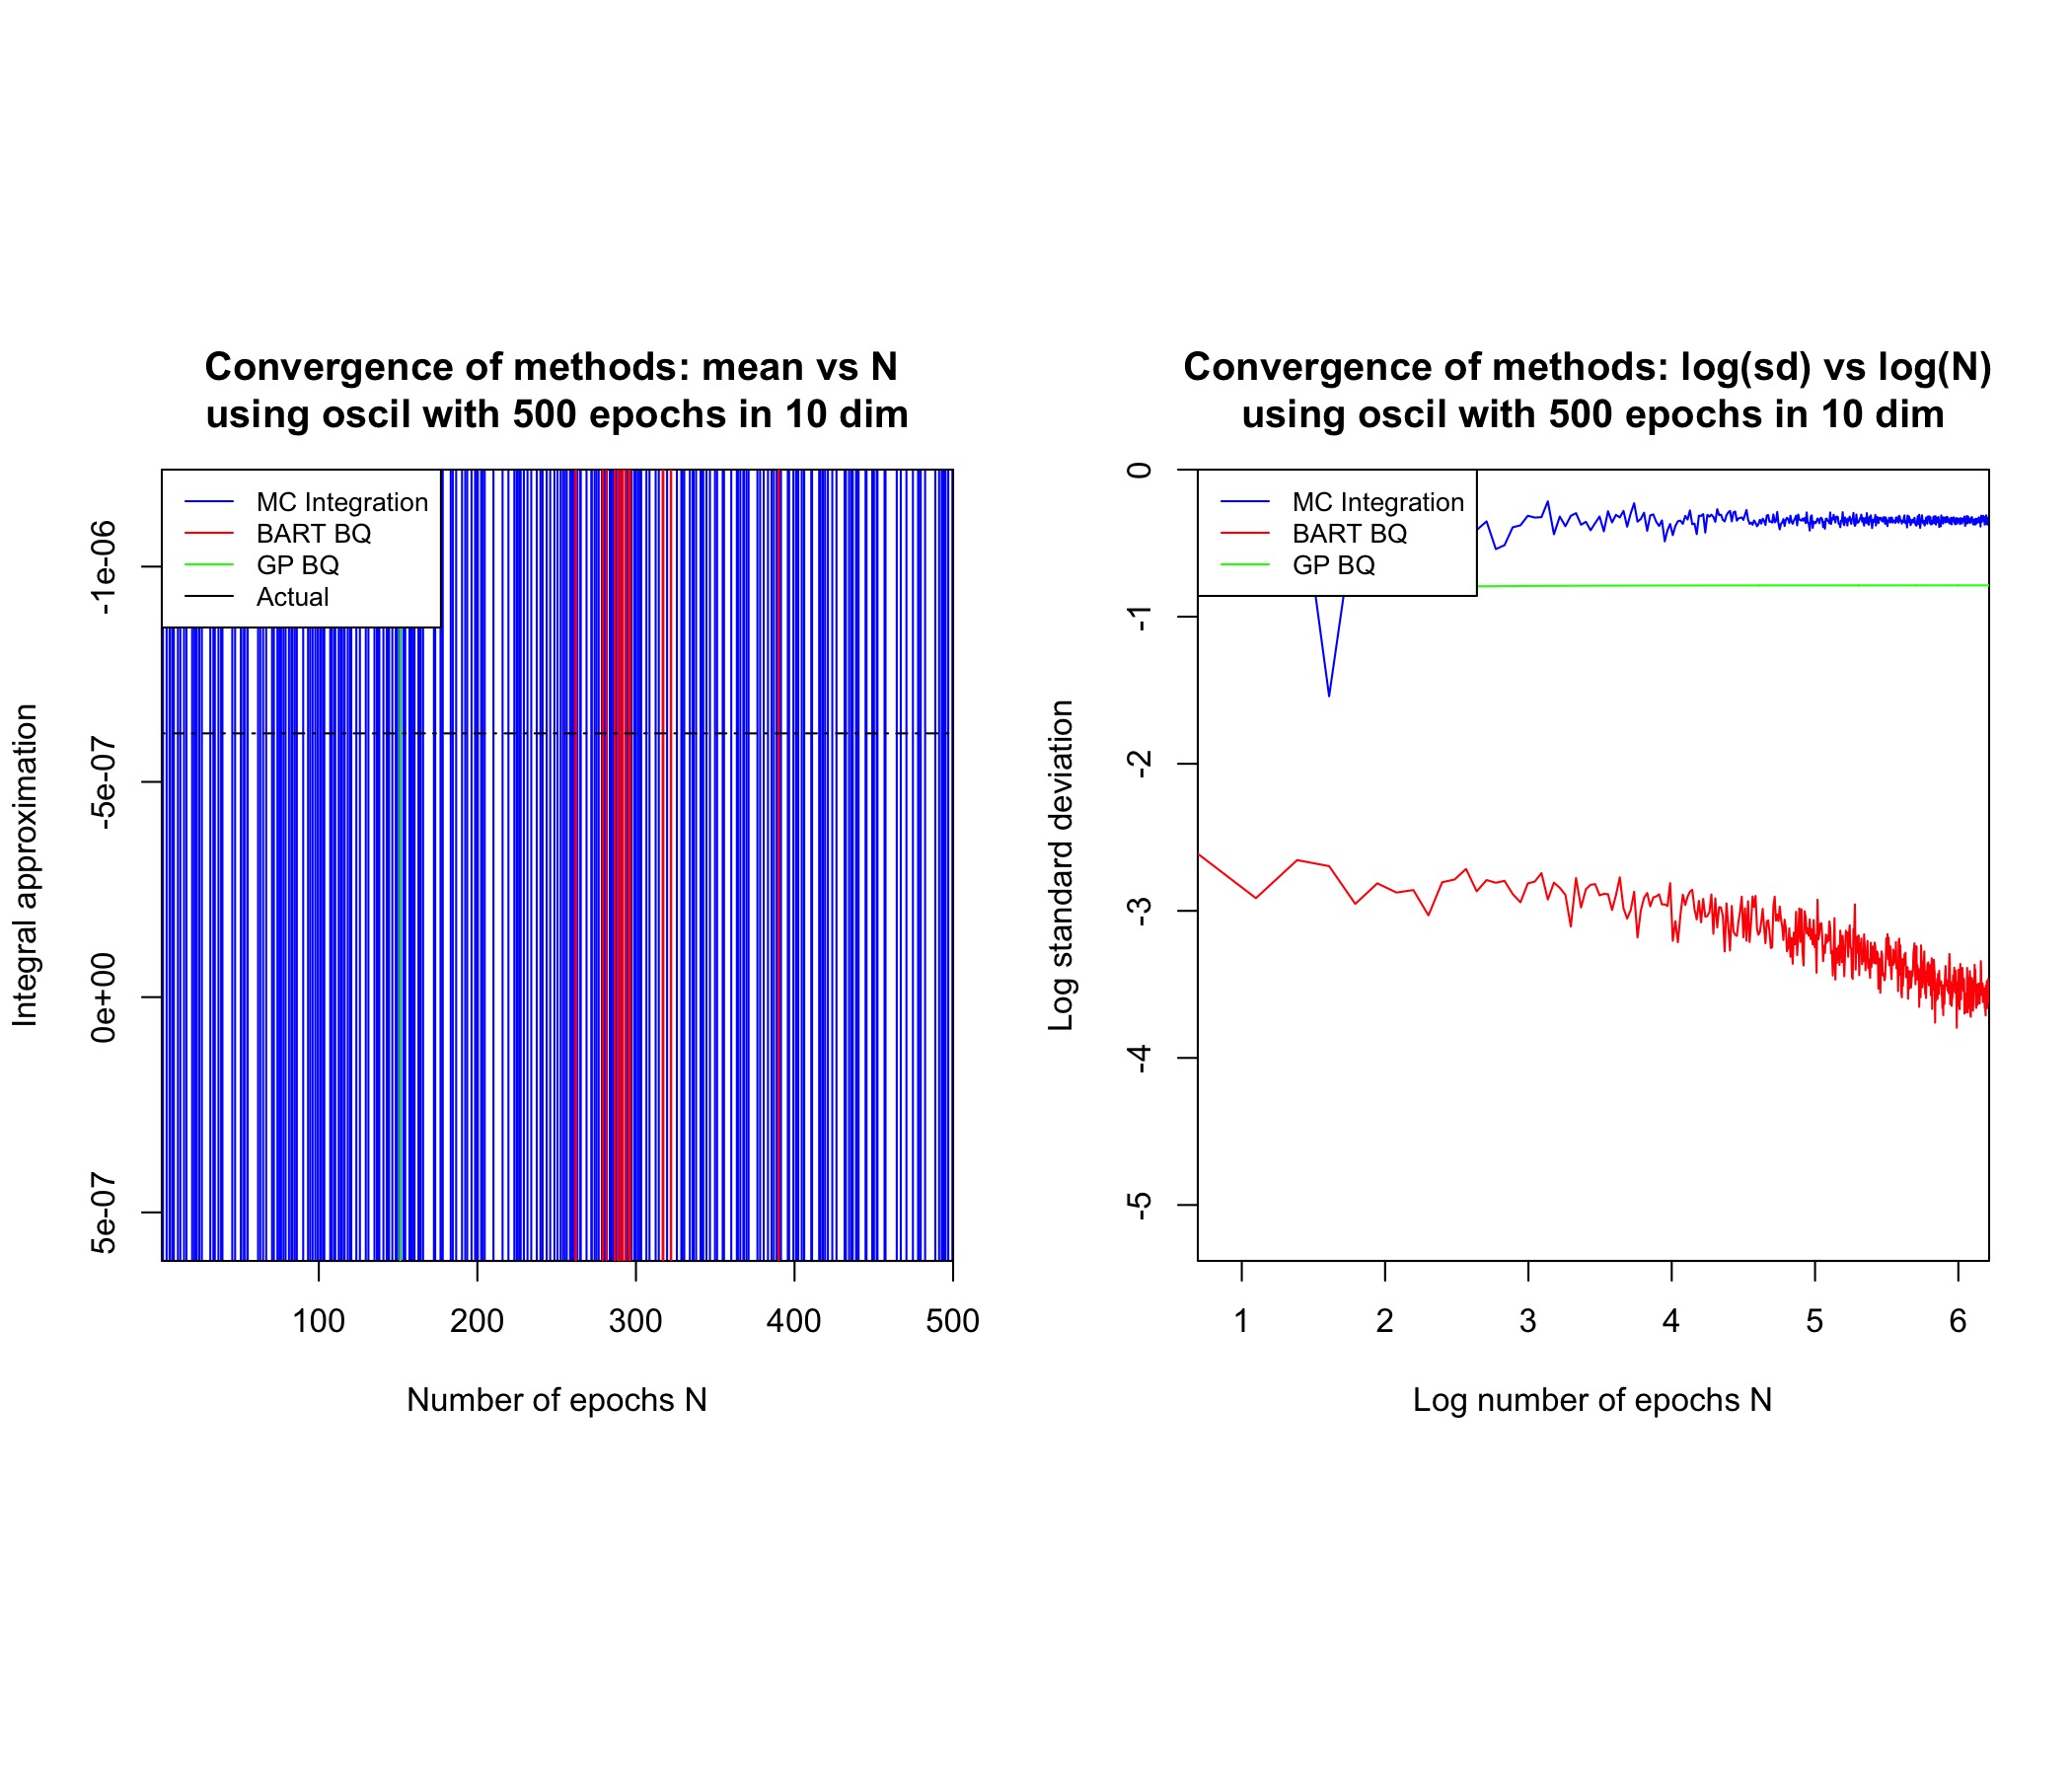 Convergence of methods: mean vs N
using oscil with 500 epochs in 10 dim
MC Integration
BART BQ
GP BQ
Actual
Integral approximation
-1e-06
-5e-07
0e+00
5e-07
100
200
300
400
500
Number of epochs N
Convergence of methods: log(sd) vs log(N)
using oscil with 500 epochs in 10 dim
MC Integration
BART BQ
GP BQ
Log standard deviation
0
-1
-2
-3
-4
-5
1
2
3
4
5
6
Log number of epochs N